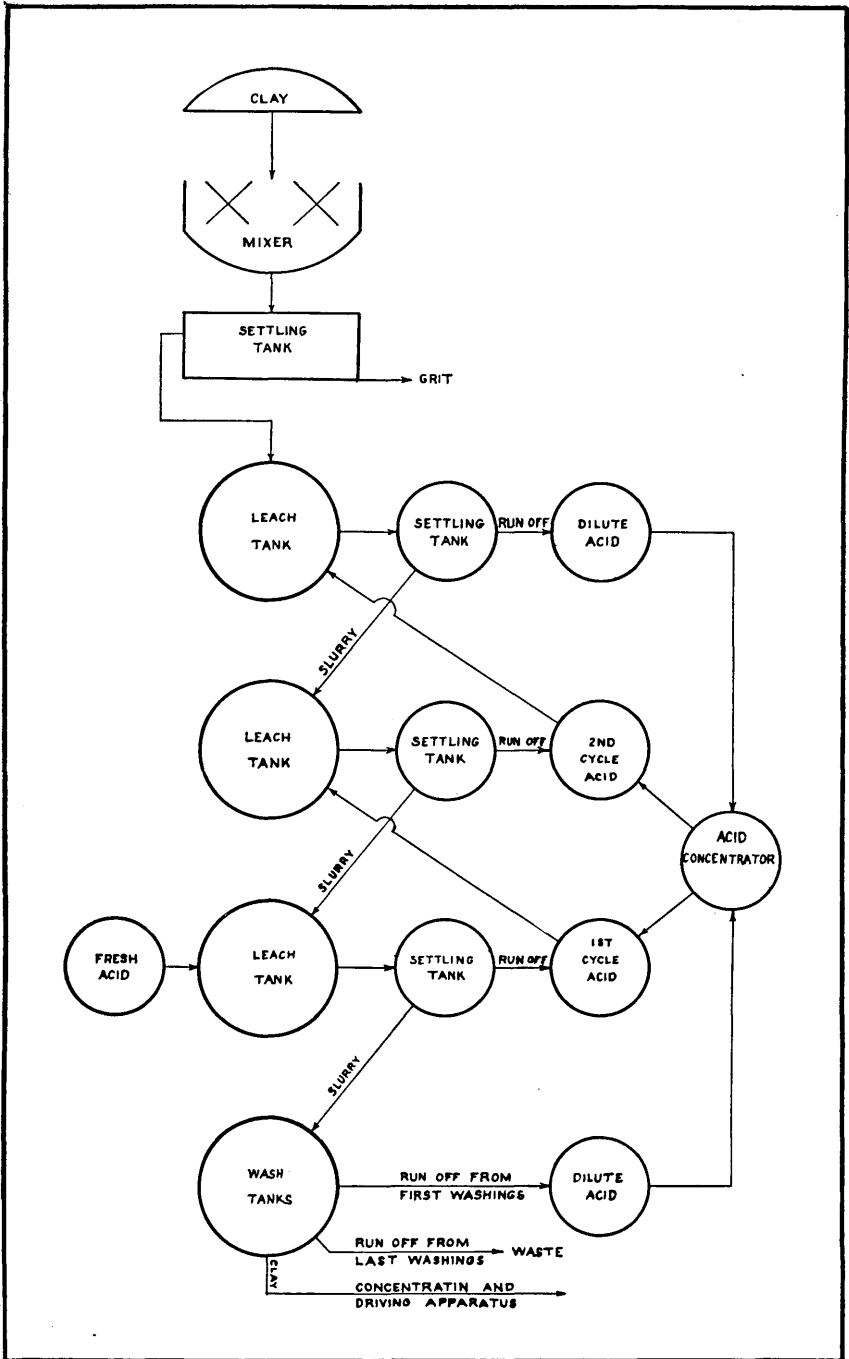 CLAY
MIXER
SETTLING
TANK
GRIT
LEACH
TANK
SETTLING
TANK
RUN OFF
DILUTE
ACID
SLURRY
LEACH
TANK
SETTLING
TANK
RUN OFF
2ND
CYCLE
ACID
ACID
CONCENTRATOR
SLURRY
FRESH
ACID
LEACH
TANK
SETTLING
TANK
RUN OFF
1ST
CYCLE
ACID
SLURRY
WASH
TANKS
RUN OFF FROM
FIRST WASHINGS
DILUTE
ACID
RUN OFF FROM
LAST WASHINGS
WASTE
CLAY
CONCENTRATIN AND
DRIVING APPARATUS